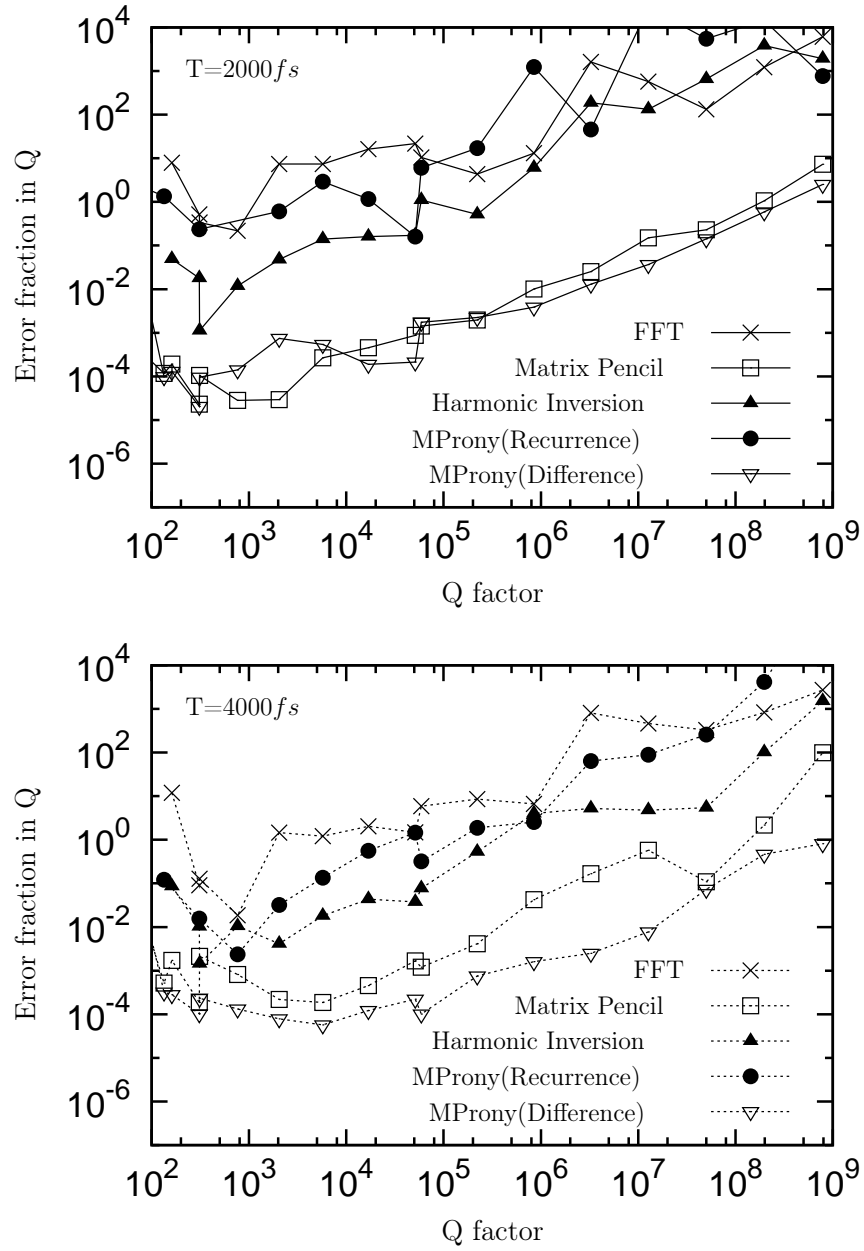 10^4
10^2
10^0
10^-2
10^-4
10^-6
Error fraction in Q
T=2000fs
FFT
Matrix Pencil
Harmonic Inversion
MProny(Recurrence)
MProny(Difference)
10^2 10^3 10^4 10^5 10^6 10^7 10^8 10^9
Q factor
10^4
10^2
10^0
10^-2
10^-4
10^-6
Error fraction in Q
T=4000fs
FFT
Matrix Pencil
Harmonic Inversion
MProny(Recurrence)
MProny(Difference)
10^2 10^3 10^4 10^5 10^6 10^7 10^8 10^9
Q factor